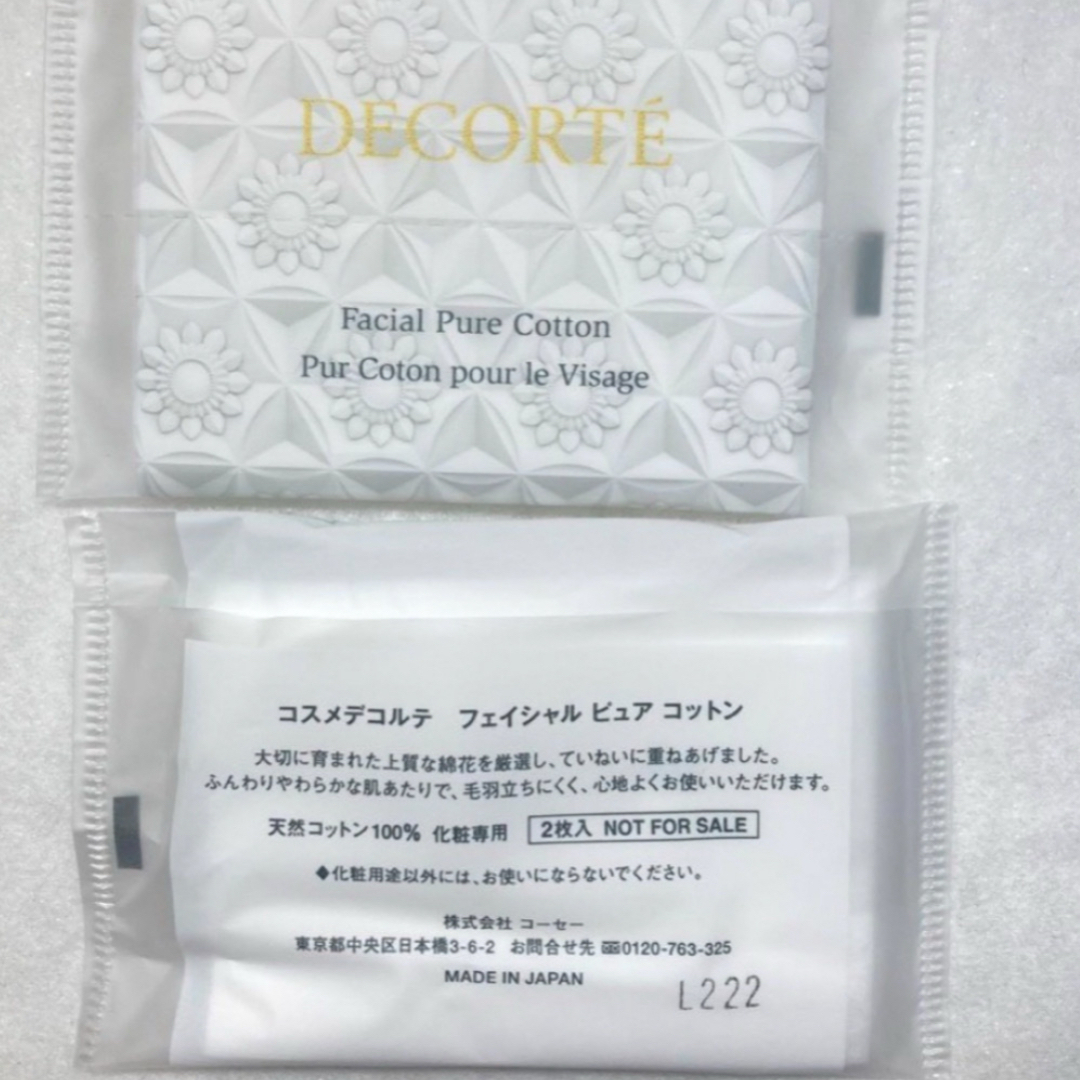 DECORTÉ
Facial Pure Cotton
Pur Coton pour le Visage
コスメデコルテ フェイシャル ピュア コットン
大切に育まれた上質な綿花を厳選し、ていねいに重ねあげました。
ふんわりやわらかな肌あたりで、毛羽立ちにくく、心地よくお使いいただけます。
天然コットン100% 化粧専用 2枚入 NOT FOR SALE
◆化粧用途以外には、お使いにならないでください。
株式会社 コーセー
東京都中央区日本橋3-6-2 お問合せ先 0120-763-325
MADE IN JAPAN
L222